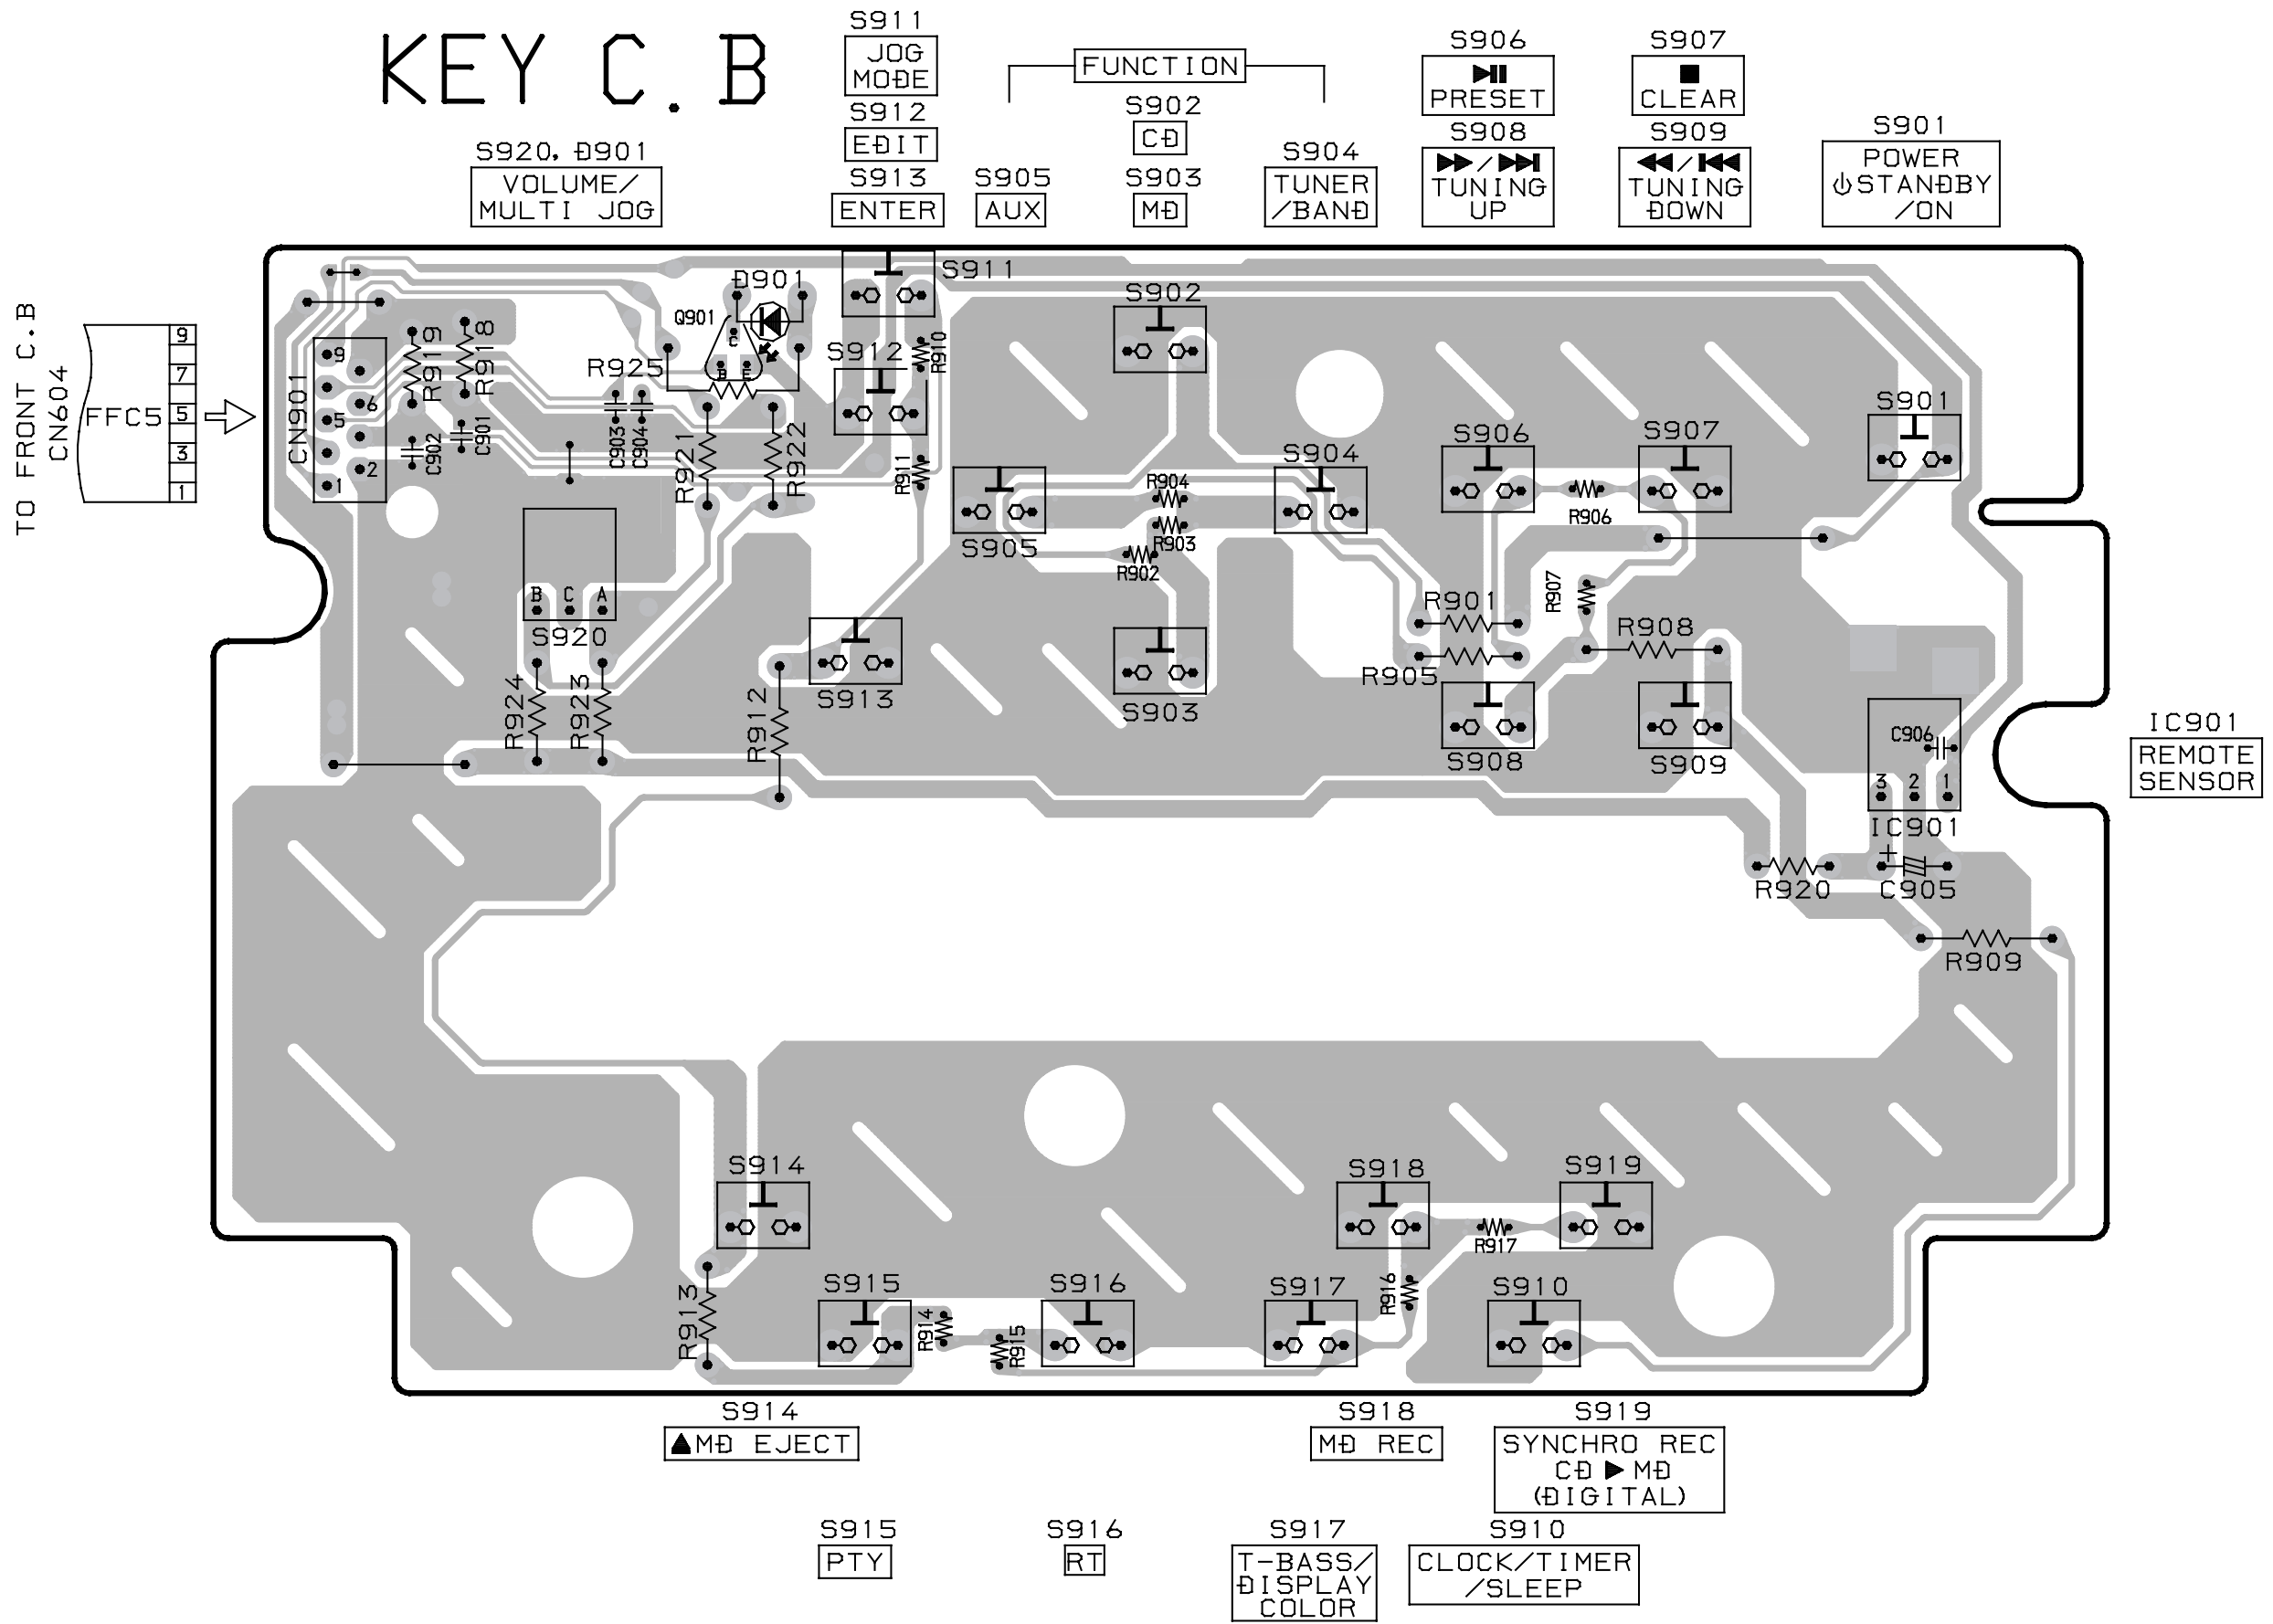 KEY C.B
S911
JOG
MODE
S912
EDIT
S913
ENTER
S920, D901
VOLUME/
MULTI JOG
FUNCTION
S902
CD
S905
AUX
S903
MD
S904
TUNER
/BAND
S906
PRESET
S908
/
TUNING
UP
S907
CLEAR
S909
/
TUNING
DOWN
S901
POWER
STANDBY
/ON
TO FRONT C.B
CN604
FFC5
9
7
5
3
1
CN901
9
6
5
2
1
R919
R918
C902
C901
R925
C903
C904
Q901
D901
C
B
E
R921
R922
S911
S912
R910
R911
S902
S905
R904
R903
R902
S904
S906
S907
R906
S901
R901
R907
R908
R905
B
C
A
S920
S913
S903
S908
S909
R924
R923
R912
C906
3
2
1
IC901
IC901
REMOTE
SENSOR
+
R920
C905
R909
S914
S918
S919
R917
R913
S915
R914
R915
S916
S917
R916
S910
S914
MD EJECT
S918
MD REC
S919
SYNCHRO REC
CD ▶ MD
(DIGITAL)
S915
PTY
S916
RT
S917
T-BASS/
DISPLAY
COLOR
S910
CLOCK/TIMER
/SLEEP